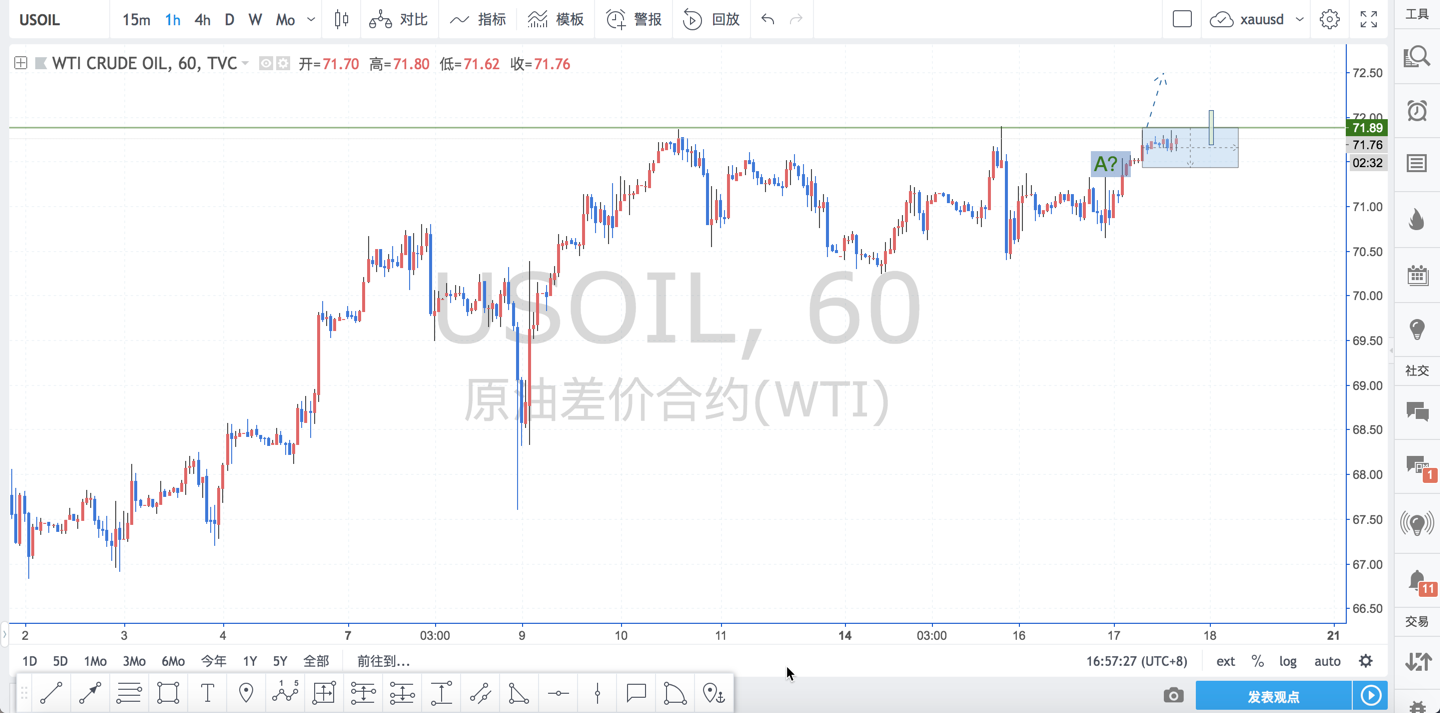 USOIL 15m 1h 4h D W Mo 对比 指标 模板 警报 回放 xauusd 工具
WTI CRUDE OIL, 60, TVC 开=71.70 高=71.80 低=71.62 收=71.76
72.50
72.00
71.89
71.76
02:32
A?
71.00
70.50
70.00
69.50
69.00
68.50
68.00
67.50
67.00
66.50
USOIL, 60
原油差价合约(WTI)
社交
1
11
交易
2 3 4 7 03:00 9 10 11 14 03:00 16 17 18 21
1D 5D 1Mo 3Mo 6Mo 今年 1Y 5Y 全部 前往到... 16:57:27 (UTC+8) ext % log auto
1 5
T
发表观点